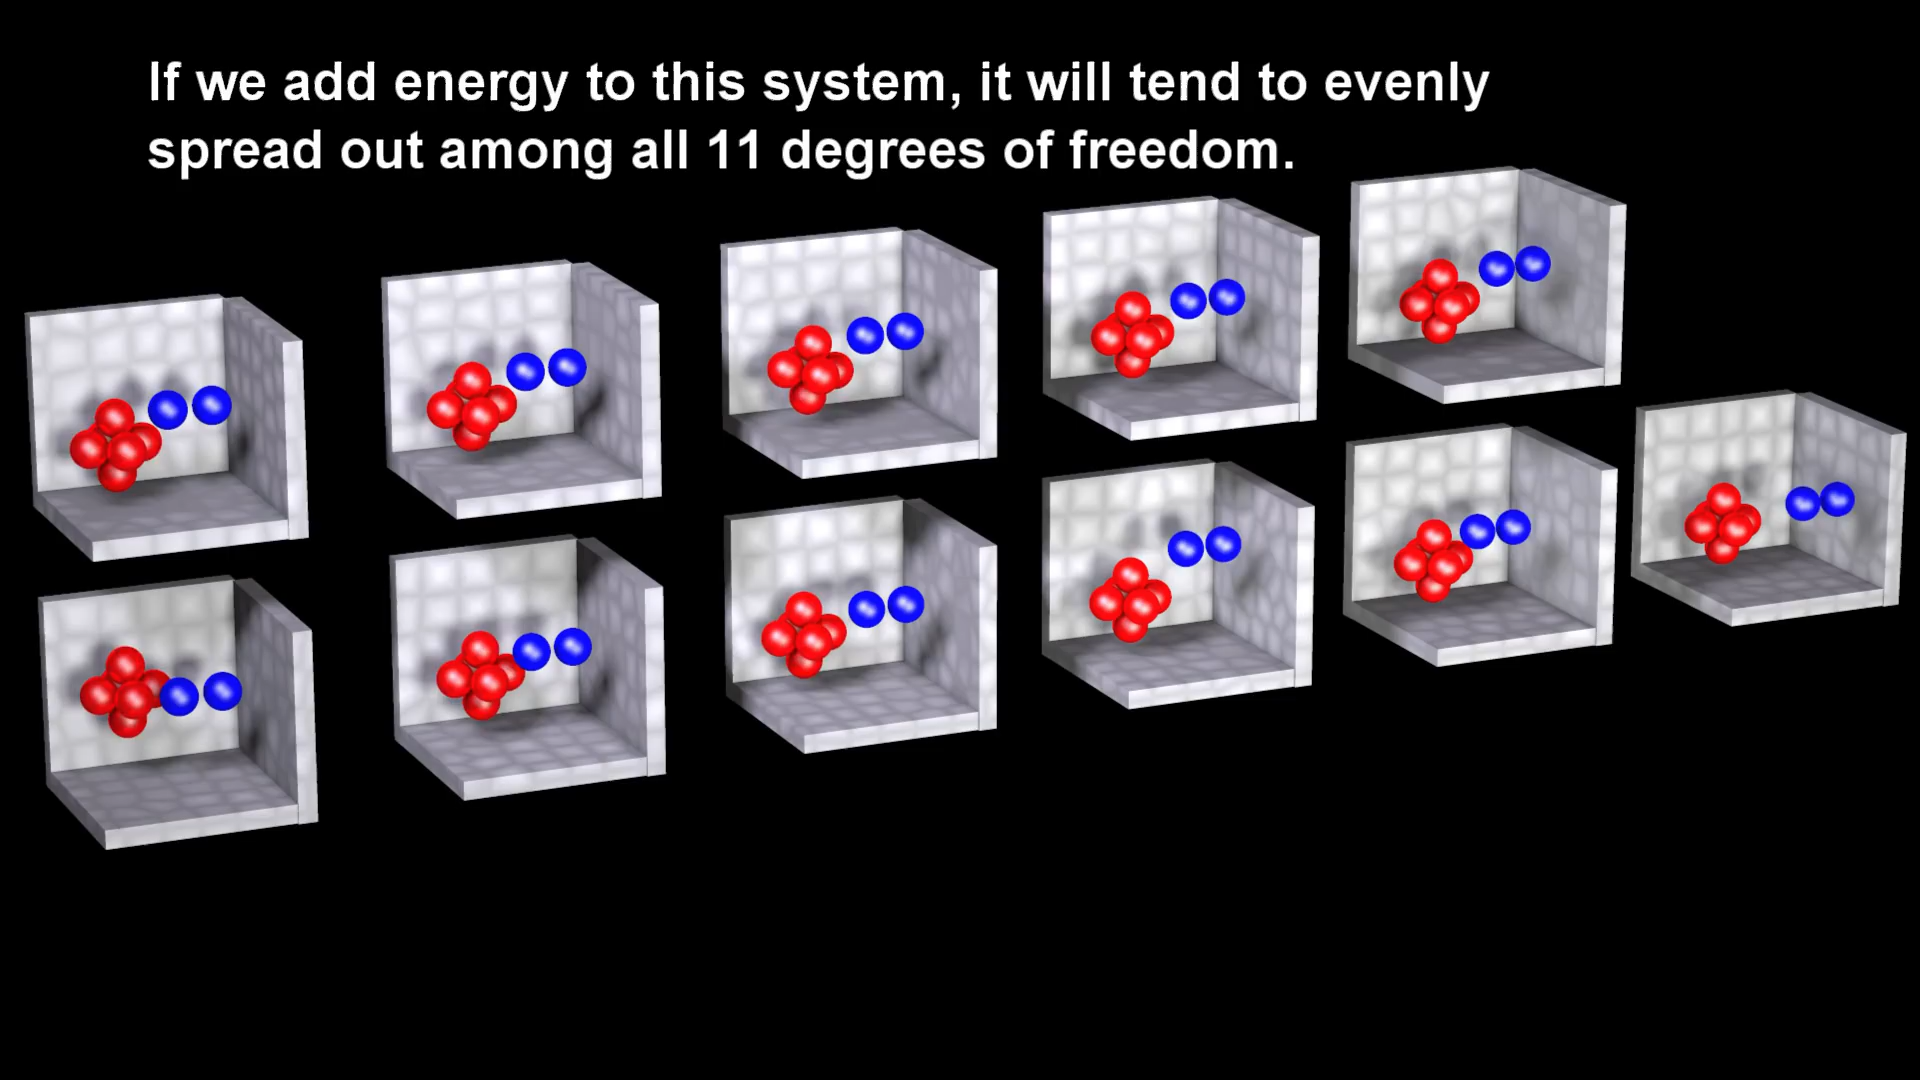 If we add energy to this system, it will tend to evenly
spread out among all 11 degrees of freedom.